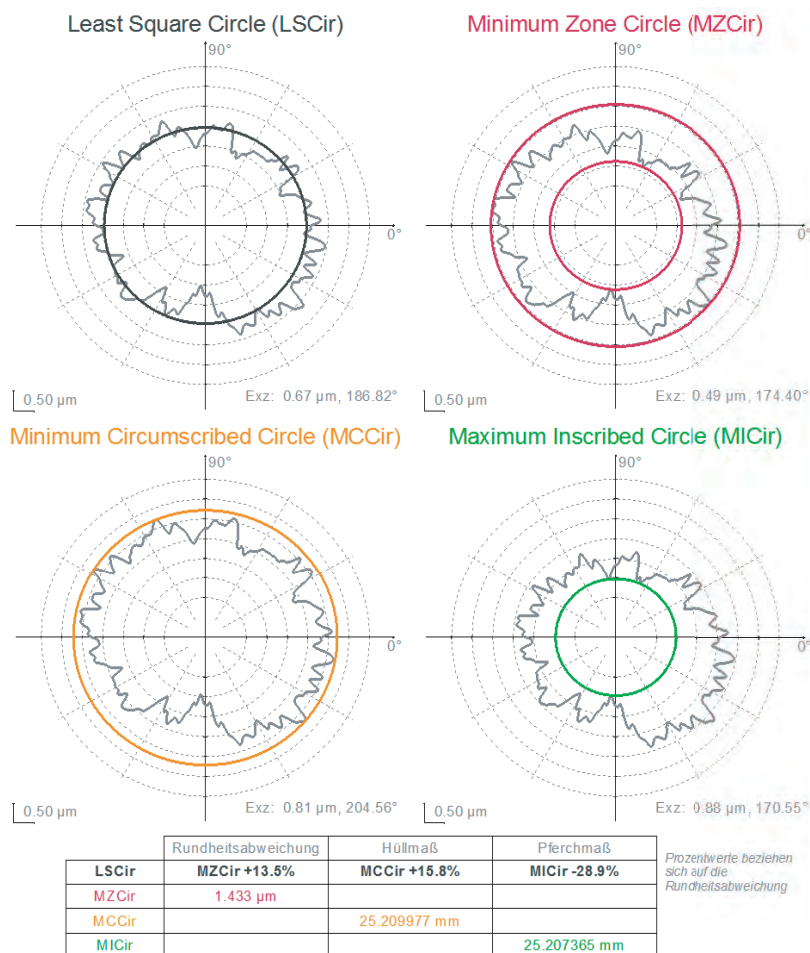 Least Square Circle (LSCir)
Minimum Zone Circle (MZCir)
90°
90°
0°
0°
0.50 µm
Exz: 0.67 µm, 186.82°
0.50 µm
Exz: 0.49 µm, 174.40°
Minimum Circumscribed Circle (MCCir)
Maximum Inscribed Circle (MICir)
90°
90°
0°
0°
0.50 µm
Exz: 0.81 µm, 204.56°
0.50 µm
Exz: 0.88 µm, 170.55°
Rundheitsabweichung Hüllmaß Pferchmaß
LSCir MZCir +13.5% MCCir +15.8% MICir -28.9%
MZCir 1.433 µm
MCCir 25.209977 mm
MICir 25.207365 mm
Prozentwerte beziehen
sich auf die
Rundheitsabweichung